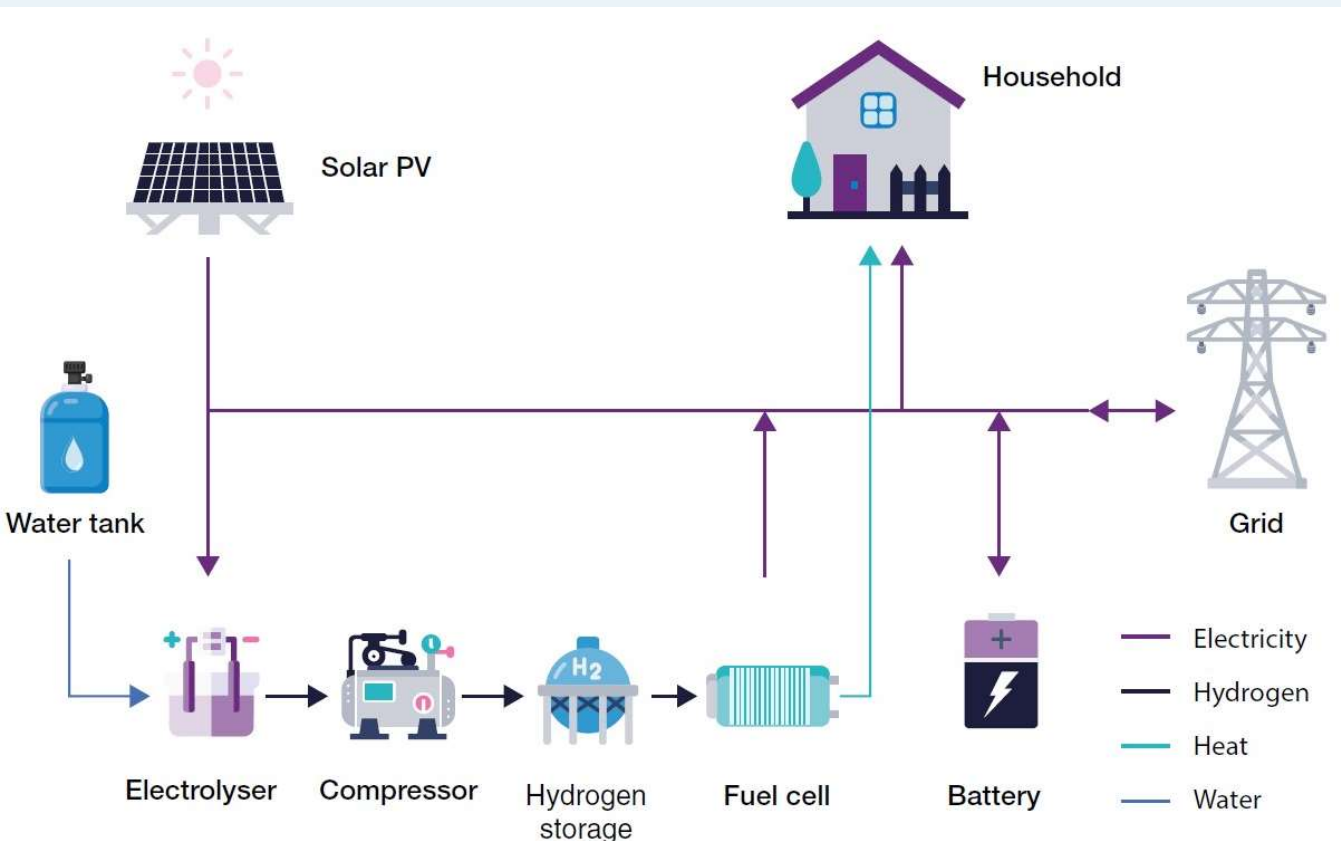 Household
Solar PV
Water tank
Grid
+
−
H2
+
Electricity
Hydrogen
Heat
Water
Electrolyser
Compressor
Hydrogen
storage
Fuel cell
Battery